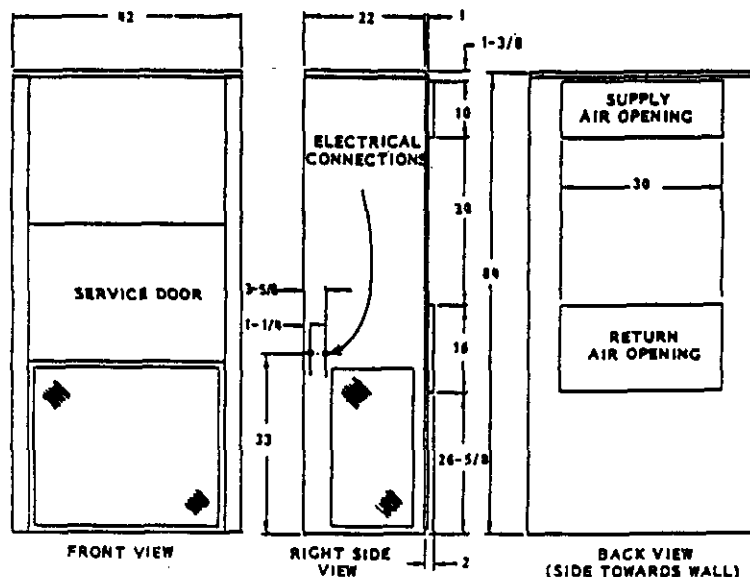 42
22
1
1-3/8
10
SUPPLY
AIR OPENING
ELECTRICAL
CONNECTIONS
30
30
84
SERVICE DOOR
3-5/8
1-1/4
16
RETURN
AIR OPENING
33
26-5/8
2
FRONT VIEW
RIGHT SIDE
VIEW
BACK VIEW
(SIDE TOWARDS WALL)